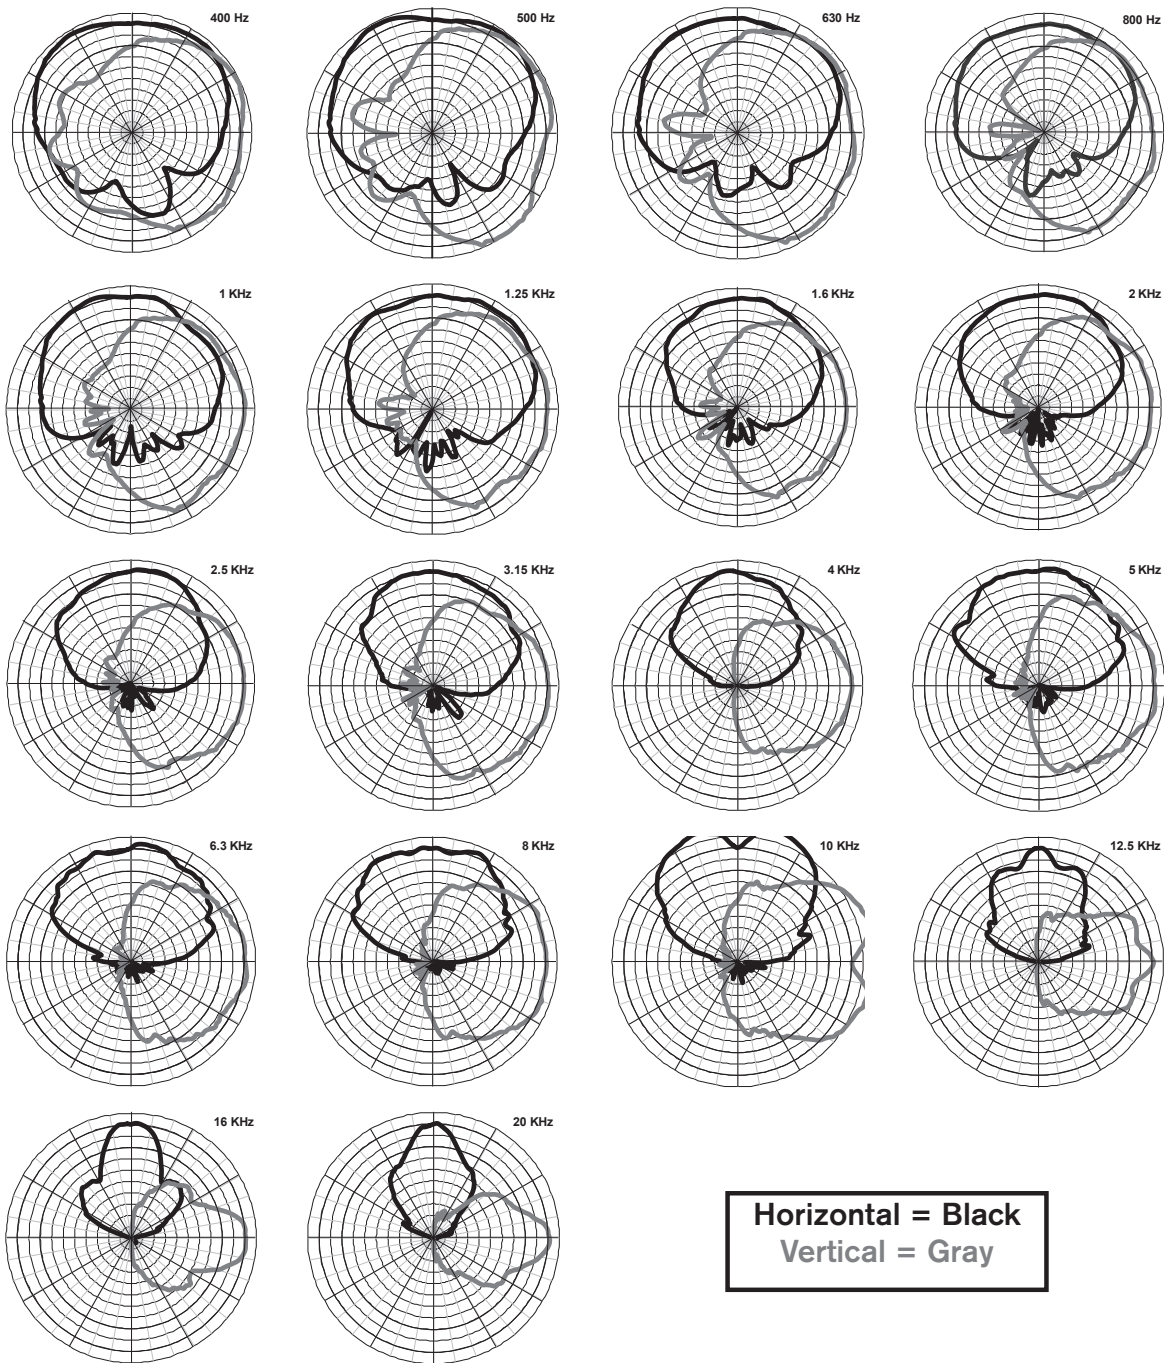 400 Hz
500 Hz
630 Hz
800 Hz
1 KHz
1.25 KHz
1.6 KHz
2 KHz
2.5 KHz
3.15 KHz
4 KHz
5 KHz
6.3 KHz
8 KHz
10 KHz
12.5 KHz
16 KHz
20 KHz
Horizontal = Black
Vertical = Gray